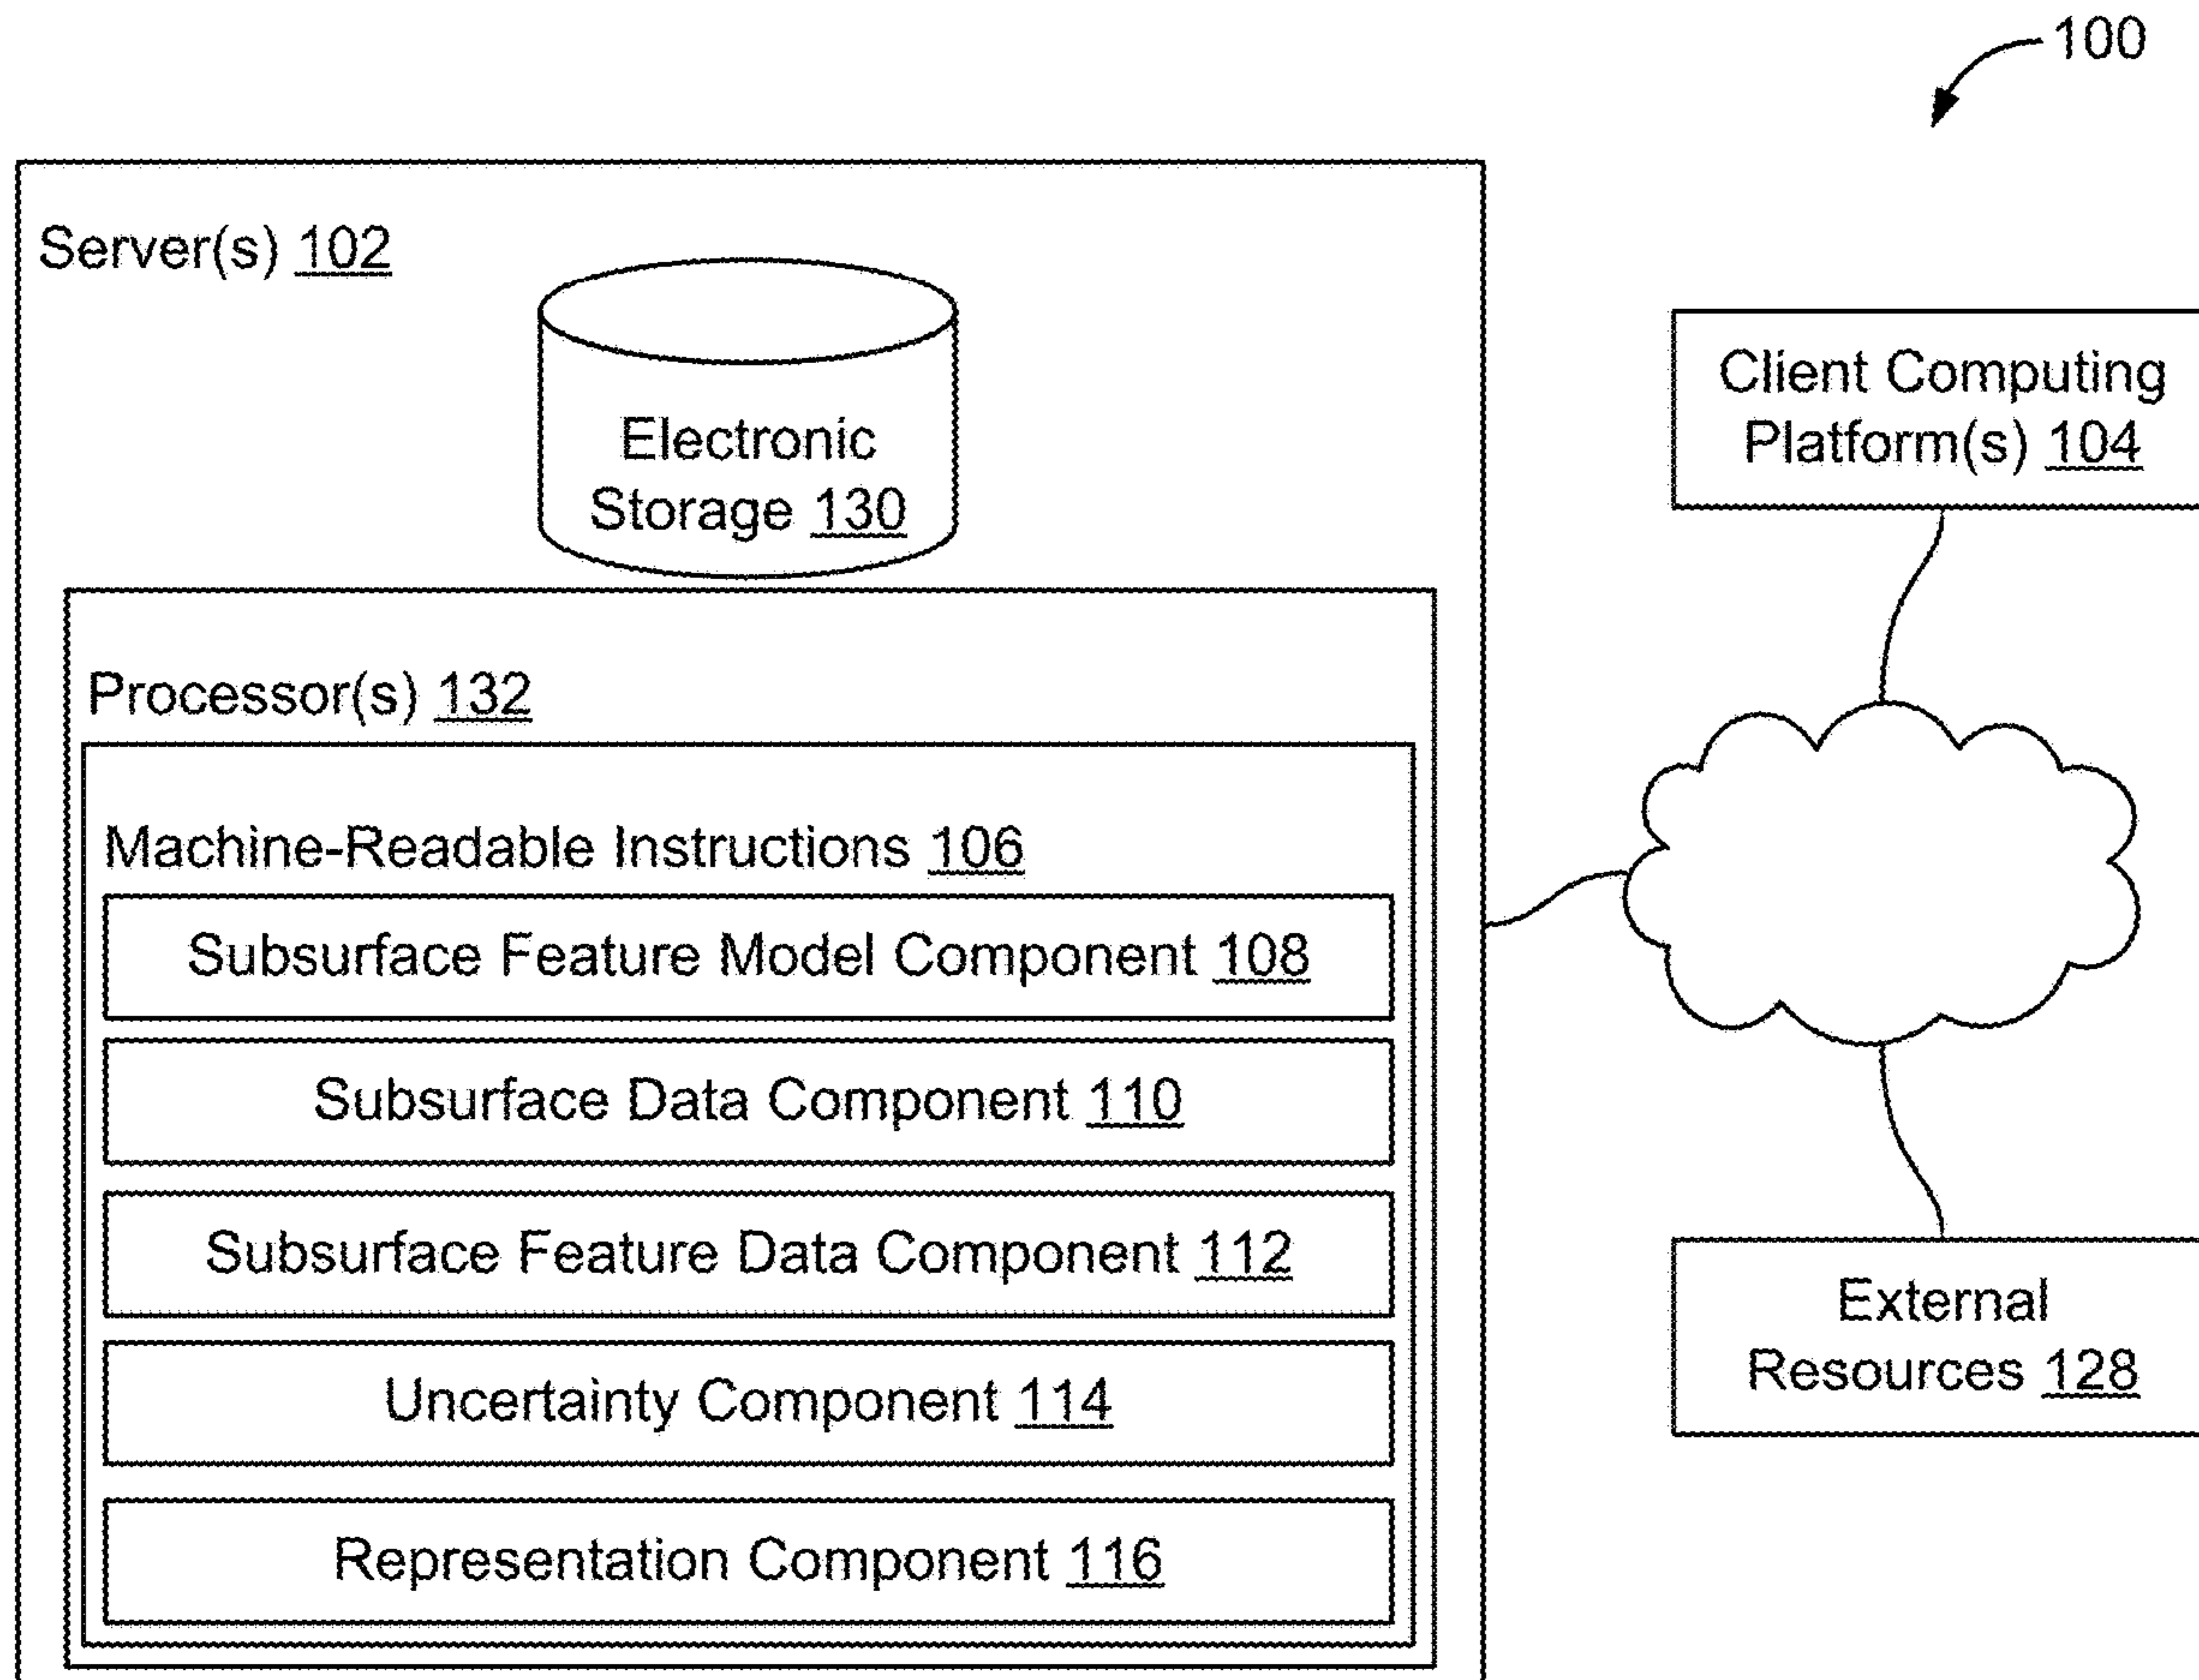 100
Server(s) 102
Electronic
Storage 130
Client Computing
Platform(s) 104
Processor(s) 132
Machine-Readable Instructions 106
Subsurface Feature Model Component 108
Subsurface Data Component 110
Subsurface Feature Data Component 112
Uncertainty Component 114
Representation Component 116
External
Resources 128